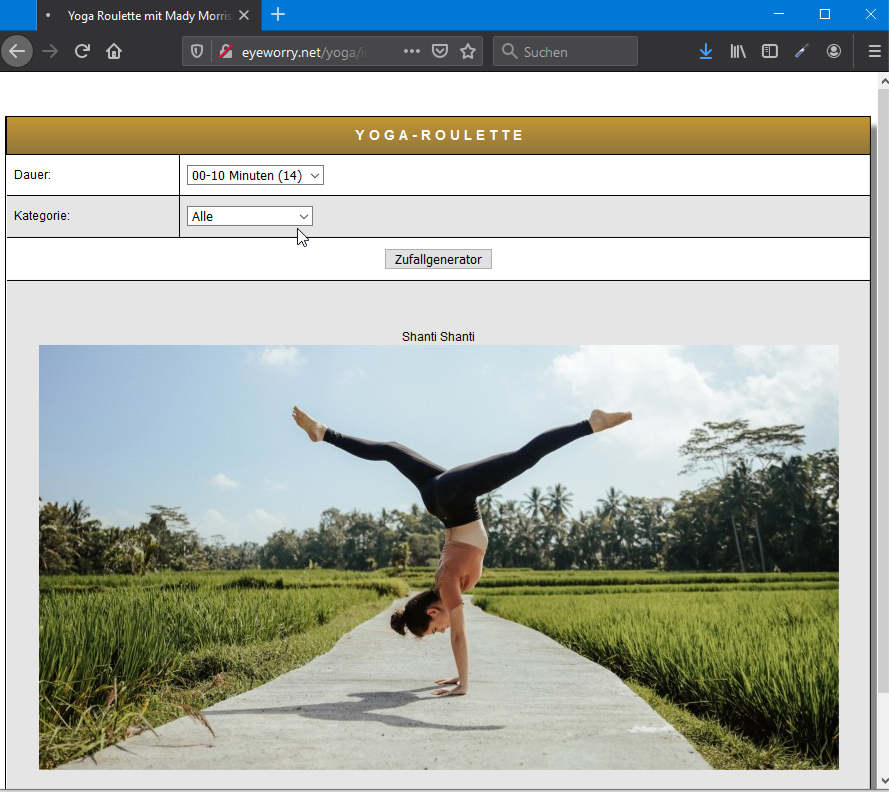 Yoga Roulette mit Mady Morris
eyeworry.net/yoga/
Suchen
YOGA-ROULETTE
Dauer:
00-10 Minuten (14)
Kategorie:
Alle
Zufallgenerator
Shanti Shanti